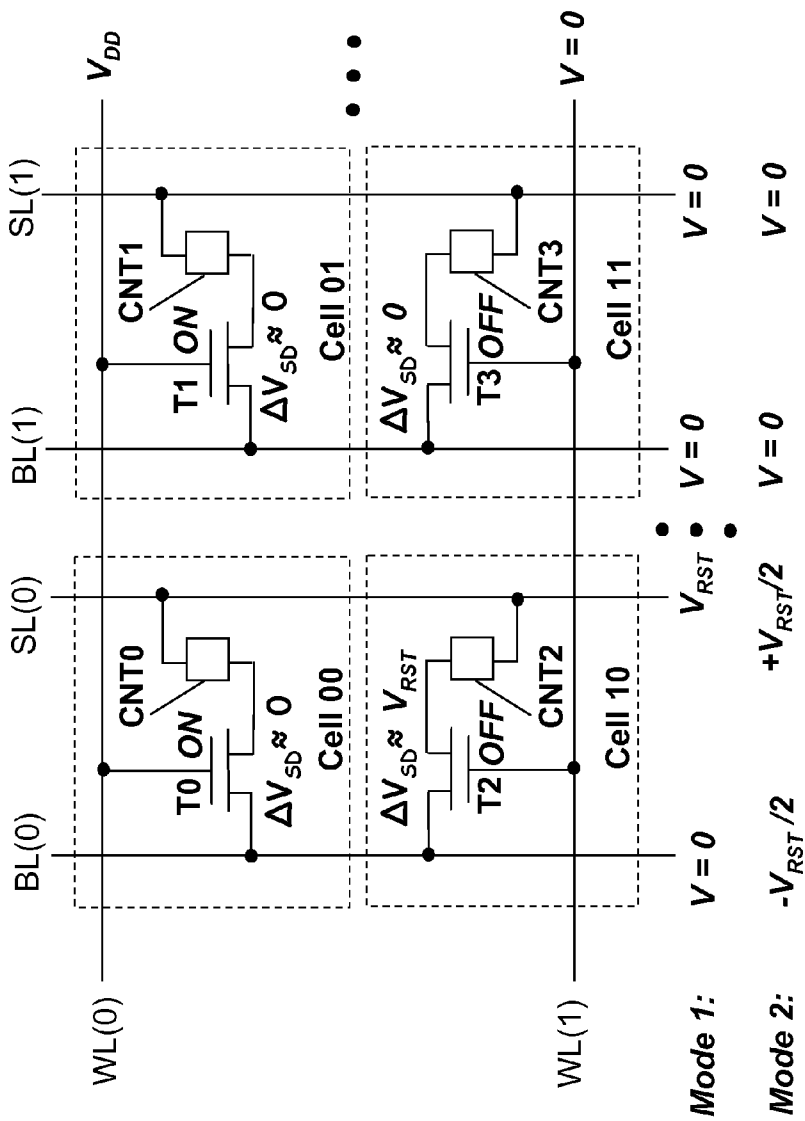 BL(0) SL(0) BL(1) SL(1)
WL(0) V_DD
CNT0 CNT1
T0 ON T1 ON
ΔV_SD ≈ 0 ΔV_SD ≈ 0
Cell 00 Cell 01
• • •
ΔV_SD ≈ V_RST ΔV_SD ≈ 0
T2 OFF T3 OFF
CNT2 CNT3
Cell 10 Cell 11
WL(1) V = 0
• • •
Mode 1: V = 0 V_RST V = 0 V = 0
Mode 2: -V_RST/2 +V_RST/2 V = 0 V = 0